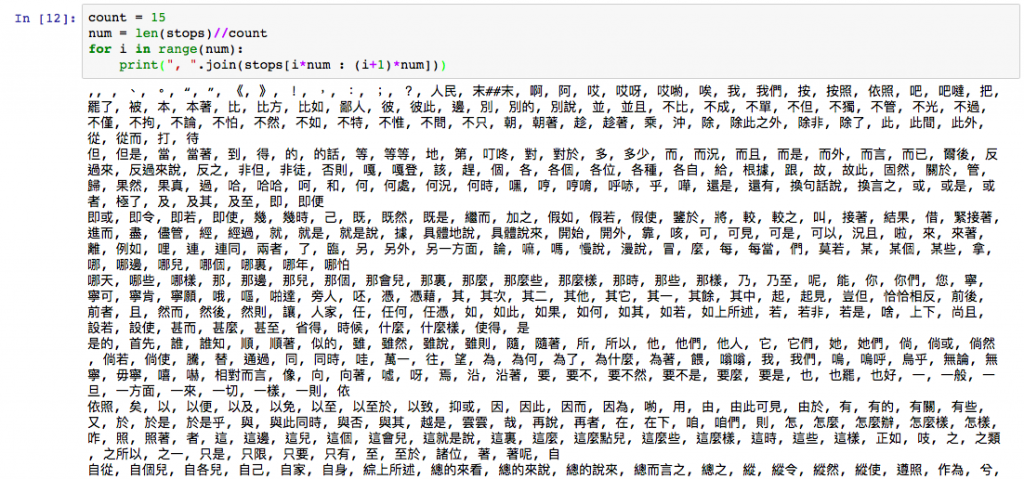 In [12]: count = 15
num = len(stops)//count
for i in range(num):
print(", ".join(stops[i*num : (i+1)*num]))
,, , 、, 。, “, ”, 《, 》, !, ,, :, ;, ?, 人民, 末##末, 啊, 阿, 哎, 哎呀, 哎喲, 唉, 我, 我們, 按, 按照, 依照, 吧, 吧噠, 把,
罷了, 被, 本, 本著, 比, 比方, 比如, 鄙人, 彼, 彼此, 邊, 別, 別的, 別說, 並, 並且, 不比, 不成, 不單, 不但, 不獨, 不管, 不光, 不過,
不僅, 不拘, 不論, 不怕, 不然, 不如, 不特, 不惟, 不問, 不只, 朝, 朝著, 趁, 趁著, 乘, 沖, 除, 除此之外, 除非, 除了, 此, 此間, 此外,
從, 從而, 打, 待
但, 但是, 當, 當著, 到, 得, 的, 的話, 等, 等等, 地, 第, 叮咚, 對, 對於, 多, 多少, 而, 而況, 而且, 而是, 而外, 而言, 而已, 爾後, 反
過來, 反過來說, 反之, 非但, 非徒, 否則, 嘎, 嘎登, 該, 趕, 個, 各, 各個, 各位, 各種, 各自, 給, 根據, 跟, 故, 故此, 固然, 關於, 管,
歸, 果然, 果真, 過, 哈, 哈哈, 呵, 和, 何, 何處, 何況, 何時, 嘿, 哼, 哼唷, 呼哧, 乎, 嘩, 還是, 還有, 換句話說, 換言之, 或, 或是, 或
者, 極了, 及, 及其, 及至, 即, 即便
即或, 即令, 即若, 即使, 幾, 幾時, 己, 既, 既然, 既是, 繼而, 加之, 假如, 假若, 假使, 鑒於, 將, 較, 較之, 叫, 接著, 結果, 借, 緊接著,
進而, 盡, 儘管, 經, 經過, 就, 就是, 就是說, 據, 具體地說, 具體說來, 開始, 開外, 靠, 咳, 可, 可見, 可是, 可以, 況且, 啦, 來, 來著,
離, 例如, 哩, 連, 連同, 兩者, 了, 臨, 另, 另外, 另一方面, 論, 嘛, 嗎, 慢說, 漫說, 冒, 麼, 每, 每當, 們, 莫若, 某, 某個, 某些, 拿,
哪, 哪邊, 哪兒, 哪個, 哪裏, 哪年, 哪怕
哪天, 哪些, 哪樣, 那, 那邊, 那兒, 那個, 那會兒, 那裏, 那麼, 那麼些, 那麼樣, 那時, 那些, 那樣, 乃, 乃至, 呢, 能, 你, 你們, 您, 寧,
寧可, 寧肯, 寧願, 哦, 嘔, 啪達, 旁人, 呸, 憑, 憑藉, 其, 其次, 其二, 其他, 其它, 其一, 其餘, 其中, 起, 起見, 豈但, 恰恰相反, 前後,
前者, 且, 然而, 然後, 然則, 讓, 人家, 任, 任何, 任憑, 如, 如此, 如果, 如何, 如其, 如若, 如上所述, 若, 若非, 若是, 啥, 上下, 尚且,
設若, 設使, 甚而, 甚麼, 甚至, 省得, 時候, 什麼, 什麼樣, 使得, 是
是的, 首先, 誰, 誰知, 順, 順著, 似的, 雖, 雖然, 雖說, 雖則, 隨, 隨著, 所, 所以, 他, 他們, 他人, 它, 它們, 她, 她們, 倘, 倘或, 倘然
, 倘若, 倘使, 騰, 替, 通過, 同, 同時, 哇, 萬一, 往, 望, 為, 為何, 為了, 為什麼, 為著, 餵, 嗡嗡, 我, 我們, 嗚, 嗚呼, 烏乎, 無論, 無
寧, 毋寧, 嘻, 嚇, 相對而言, 像, 向, 向著, 噓, 呀, 焉, 沿, 沿著, 要, 要不, 要不然, 要不是, 要麼, 要是, 也, 也罷, 也好, 一, 一般, 一
旦, 一方面, 一來, 一切, 一樣, 一則, 依
依照, 矣, 以, 以便, 以及, 以免, 以至, 以至於, 以致, 抑或, 因, 因此, 因而, 因為, 喲, 用, 由, 由此可見, 由於, 有, 有的, 有關, 有些,
又, 於, 於是, 於是乎, 與, 與此同時, 與否, 與其, 越是, 雲雲, 哉, 再說, 再者, 在, 在下, 咱, 咱們, 則, 怎, 怎麼, 怎麼辦, 怎麼樣, 怎樣,
咋, 照, 照著, 者, 這, 這邊, 這兒, 這個, 這會兒, 這就是說, 這裏, 這麼, 這麼點兒, 這麼些, 這麼樣, 這時, 這些, 這樣, 正如, 吱, 之, 之類
, 之所以, 之一, 只是, 只限, 只要, 只有, 至, 至於, 諸位, 著, 著呢, 自
自從, 自個兒, 自各兒, 自己, 自家, 自身, 綜上所述, 總的來看, 總的來說, 總的說來, 總而言之, 總之, 縱, 縱令, 縱然, 縱使, 遵照, 作為, 兮,